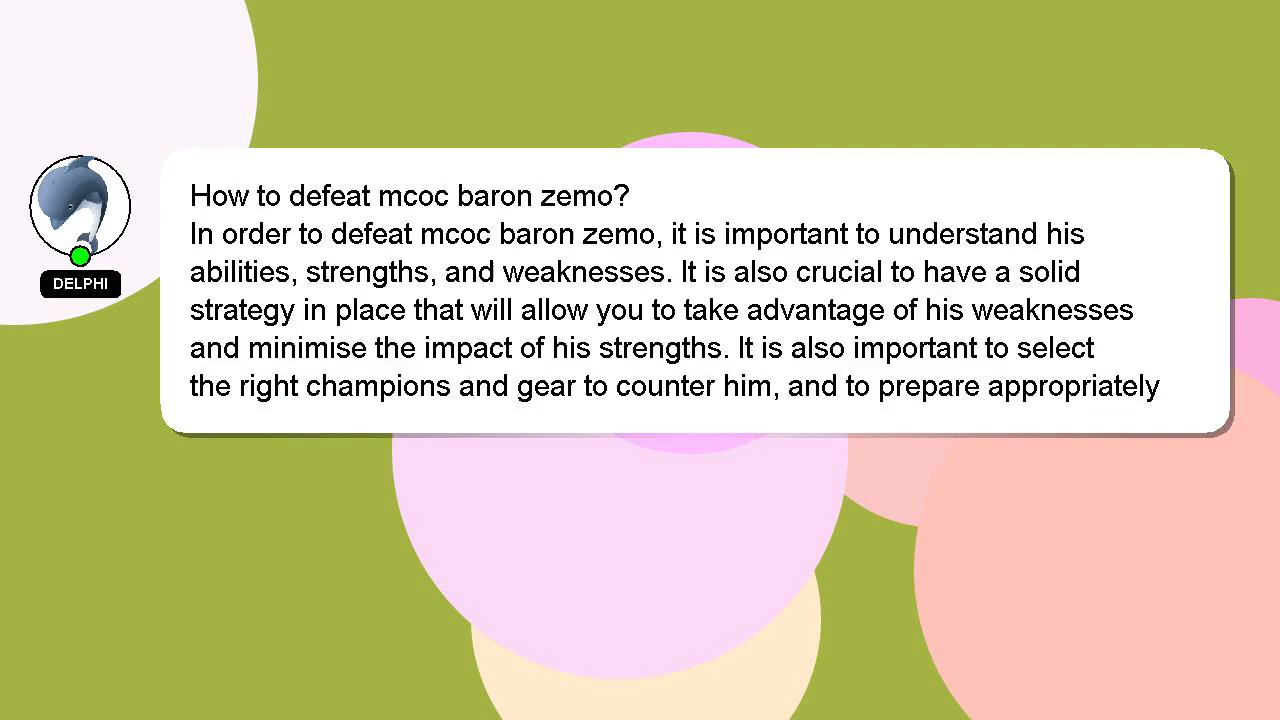 How to defeat mcoc baron zemo?
In order to defeat mcoc baron zemo, it is important to understand his
abilities, strengths, and weaknesses. It is also crucial to have a solid
strategy in place that will allow you to take advantage of his weaknesses
and minimise the impact of his strengths. It is also important to select
the right champions and gear to counter him, and to prepare appropriately
DELPHI